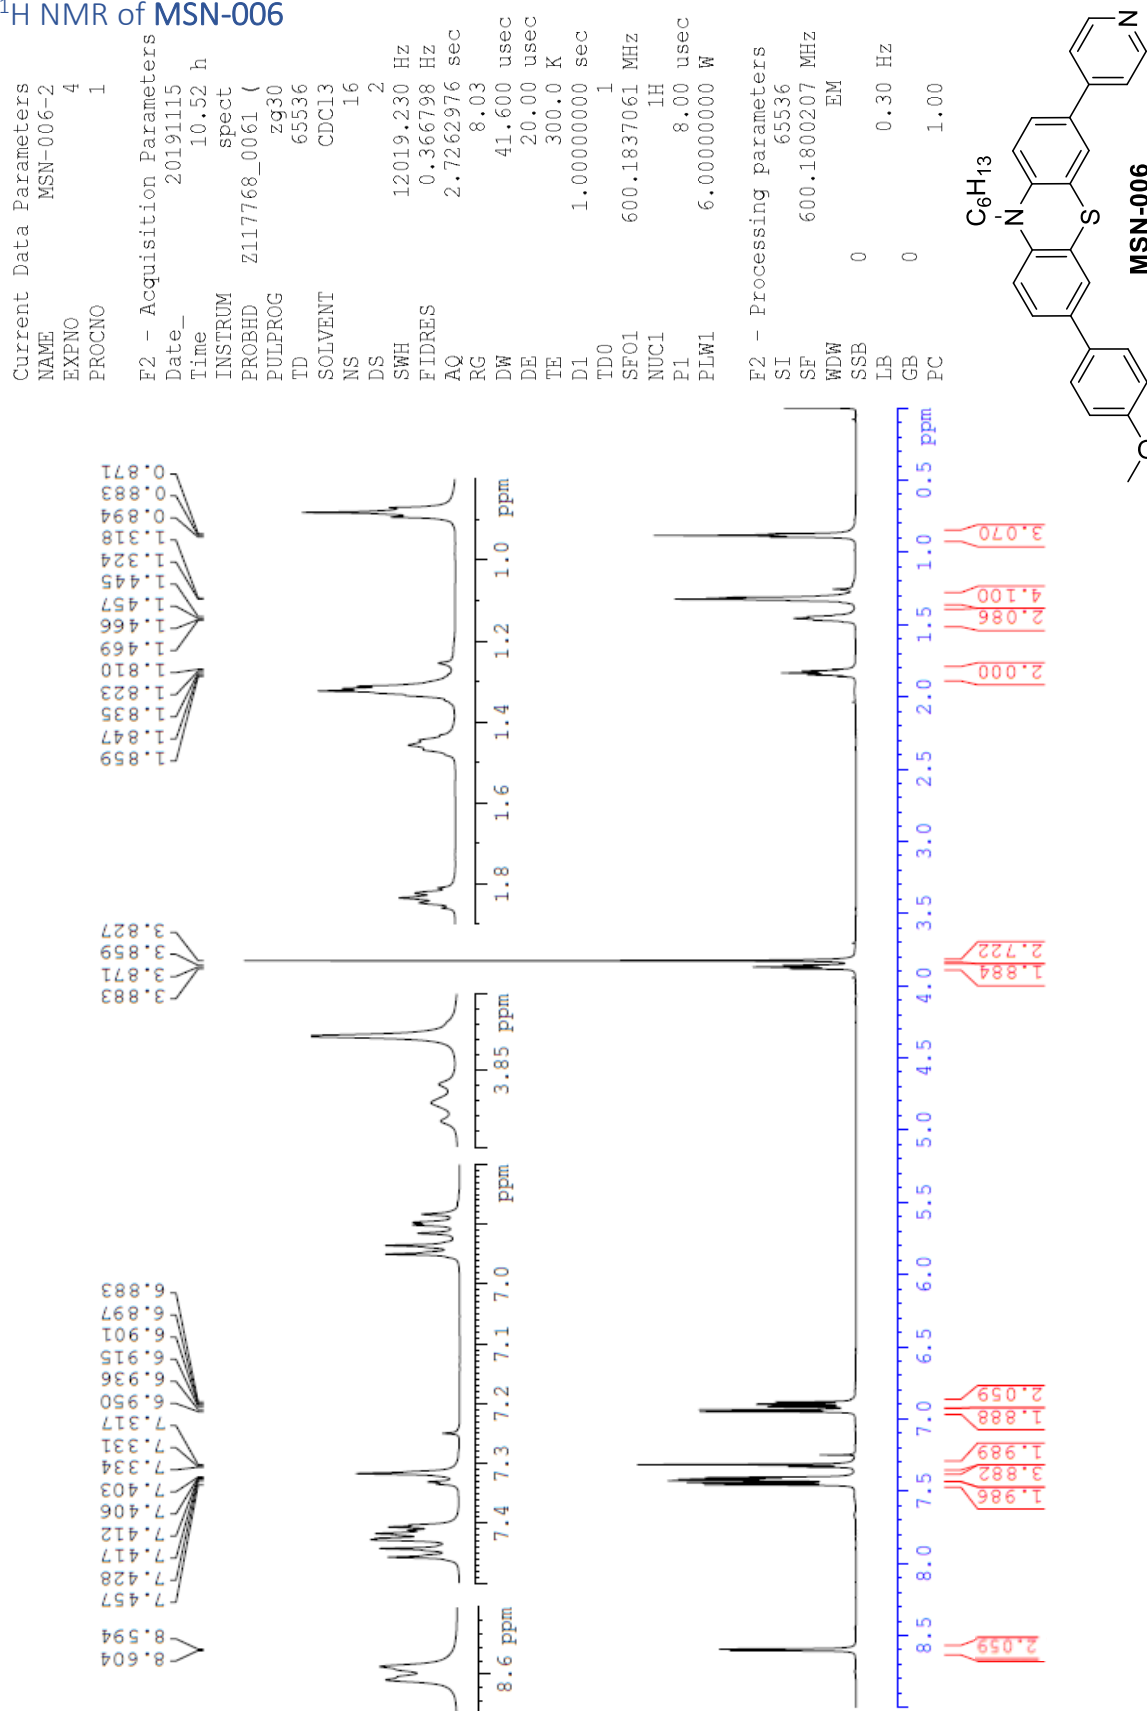 ¹H NMR of MSN-006
Current Data Parameters
NAME MSN-006-2
EXPNO 4
PROCNO 1
F2 - Acquisition Parameters
Date_ 20191115
Time 10.52 h
INSTRUM spect
PROBHD Z117768_0061 (
PULPROG zg30
TD 65536
SOLVENT CDCl3
NS 16
DS 2
SWH 12019.230 Hz
FIDRES 0.366798 Hz
AQ 2.7262976 sec
RG 8.03
DW 41.600 usec
DE 20.00 usec
TE 300.0 K
D1 1.00000000 sec
TD0 1
SFO1 600.1837061 MHz
NUC1 1H
P1 8.00 usec
PLW1 6.00000000 W
F2 - Processing parameters
SI 65536
SF 600.1800207 MHz
WDW EM
SSB 0
LB 0.30 Hz
GB 0
PC 1.00
C6H13
N
S
N
O
MSN-006
0.871
0.883
0.894
1.318
1.324
1.445
1.457
1.466
1.469
1.810
1.823
1.835
1.847
1.859
3.827
3.859
3.871
3.883
6.883
6.897
6.901
6.915
6.936
6.950
7.317
7.331
7.334
7.403
7.406
7.412
7.417
7.428
7.457
8.594
8.604
1.8 1.6 1.4 1.2 1.0 ppm
3.85 ppm
7.4 7.3 7.2 7.1 7.0 ppm
8.6 ppm
8.5 8.0 7.5 7.0 6.5 6.0 5.5 5.0 4.5 4.0 3.5 3.0 2.5 2.0 1.5 1.0 0.5 ppm
3.070
4.100
2.086
2.000
2.722
1.884
2.059
1.888
1.989
3.882
1.986
2.059